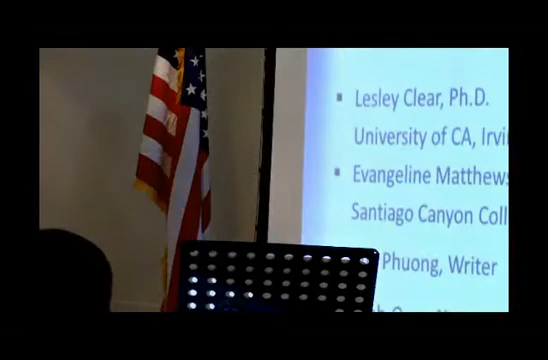 Lesley Clear, Ph.D.
University of CA, Irvi
Evangeline Matthews
Santiago Canyon Coll
Phuong, Writer